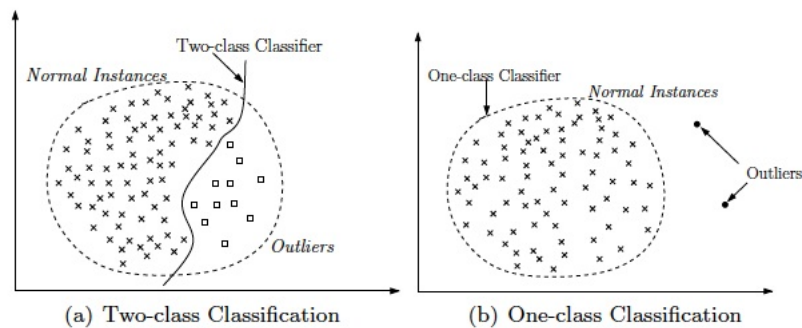 Two-class Classifier
Normal Instances
Outliers
(a) Two-class Classification
One-class Classifier
Normal Instances
Outliers
(b) One-class Classification